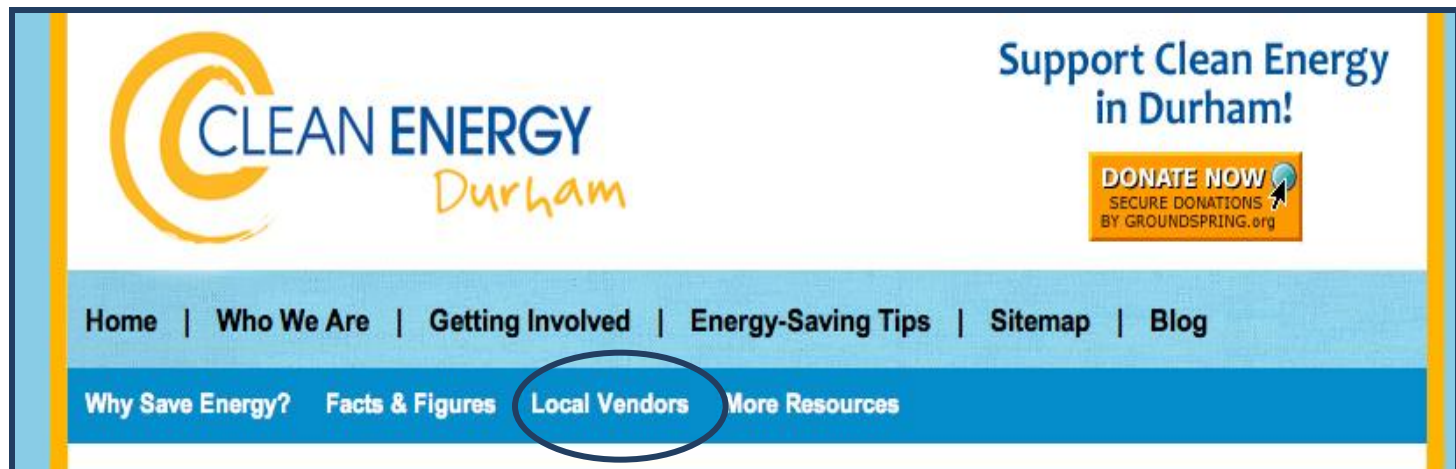 CLEAN ENERGY
Durham
Support Clean Energy
in Durham!
DONATE NOW
SECURE DONATIONS
BY GROUNDSPRING.org
Home | Who We Are | Getting Involved | Energy-Saving Tips | Sitemap | Blog
Why Save Energy? Facts & Figures Local Vendors More Resources